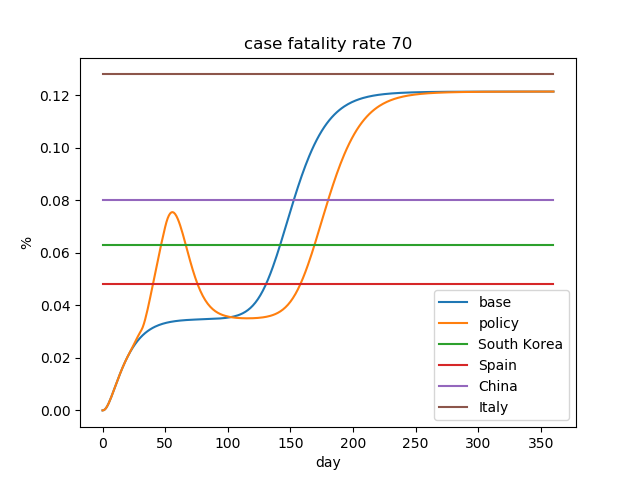 case fatality rate 70
%
0.12
0.10
0.08
0.06
0.04
0.02
0.00
base
policy
South Korea
Spain
China
Italy
0 50 100 150 200 250 300 350
day